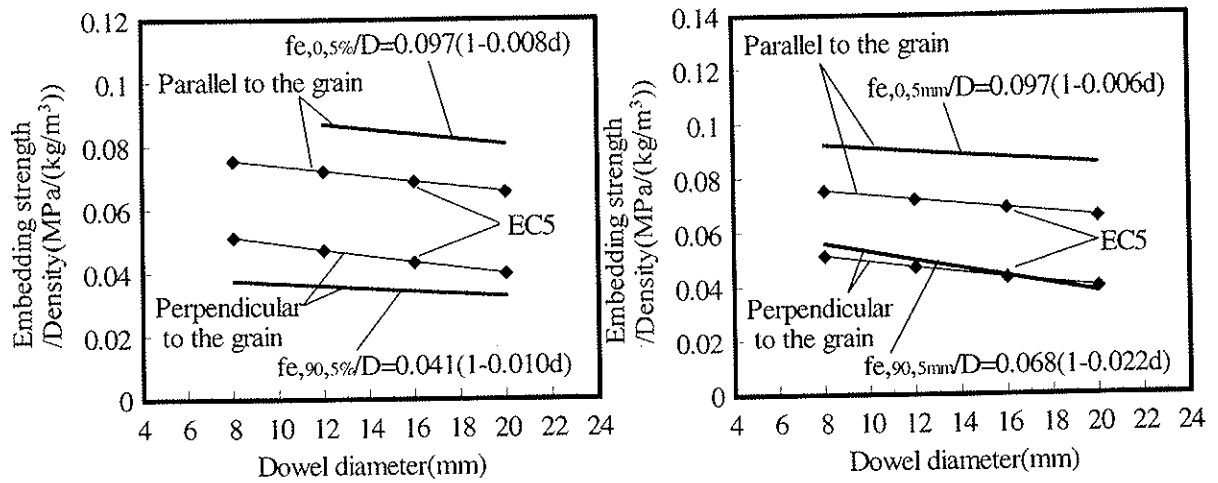 0.12
0.1
0.08
0.06
0.04
0.02
0
Embedding strength
/Density(MPa/(kg/m³))
fe,0,5%/D=0.097(1-0.008d)
Parallel to the grain
EC5
Perpendicular
to the grain
fe,90,5%/D=0.041(1-0.010d)
4 6 8 10 12 14 16 18 20 22 24
Dowel diameter(mm)
0.14
0.12
0.1
0.08
0.06
0.04
0.02
0
Embedding strength
/Density(MPa/(kg/m³))
Parallel to the grain
fe,0,5mm/D=0.097(1-0.006d)
EC5
Perpendicular
to the grain
fe,90,5mm/D=0.068(1-0.022d)
4 6 8 10 12 14 16 18 20 22 24
Dowel diameter(mm)